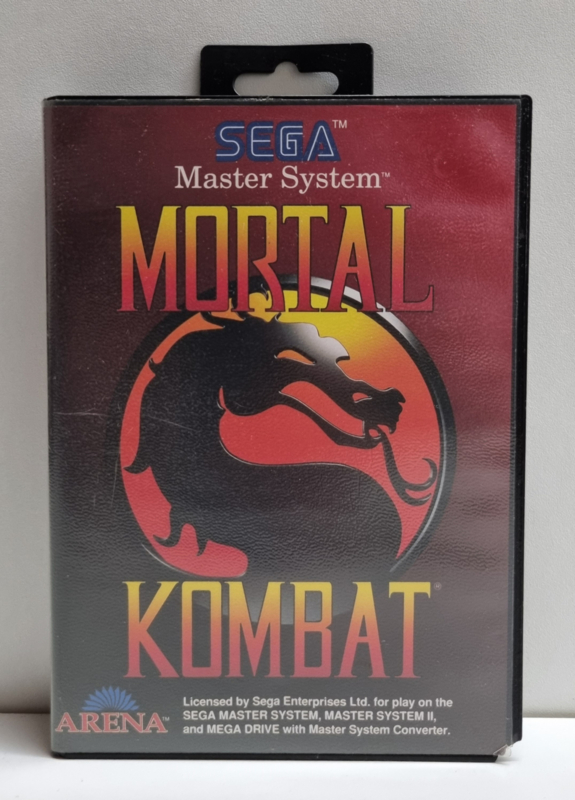 SEGA™
Master System™
MORTAL
KOMBAT®
ARENA™
Licensed by Sega Enterprises Ltd. for play on the
SEGA MASTER SYSTEM, MASTER SYSTEM II,
and MEGA DRIVE with Master System Converter.